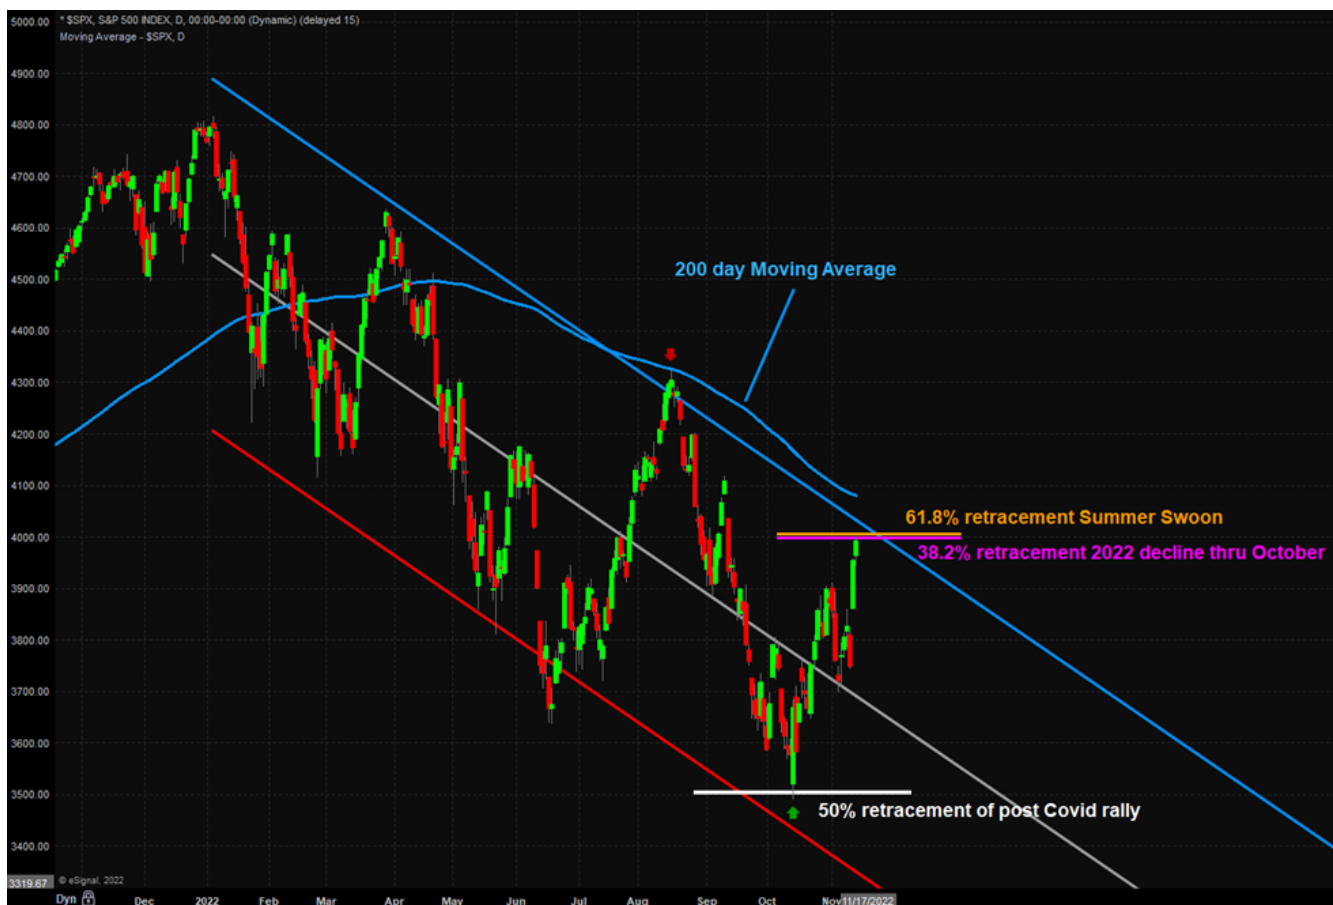 5000.00
* $SPX, S&P 500 INDEX, D, 00:00-00:00 (Dynamic) (delayed 15)
Moving Average - $SPX, D
4900.00
4800.00
4700.00
4600.00
4500.00
4400.00
4300.00
4200.00
4100.00
4000.00
3900.00
3800.00
3700.00
3600.00
3500.00
3400.00
3319.67
200 day Moving Average
61.8% retracement Summer Swoon
38.2% retracement 2022 decline thru October
50% retracement of post Covid rally
© eSignal, 2022
Dyn Dec 2022 Feb Mar Apr May Jun Jul Aug Sep Oct Nov 11/17/2022